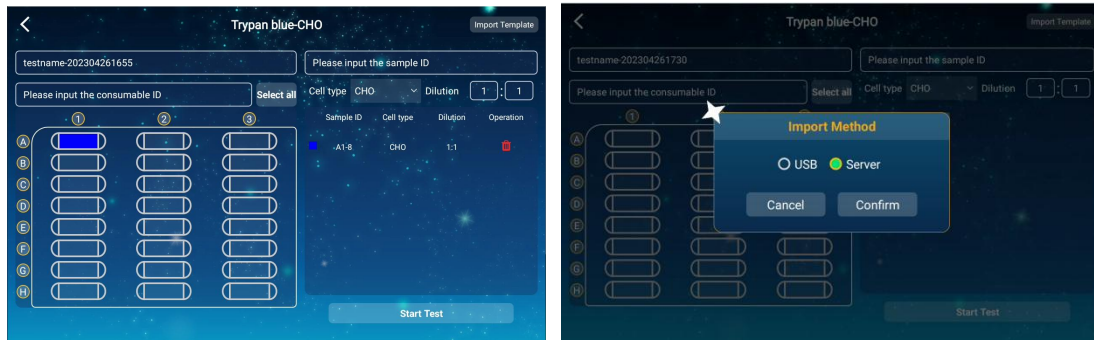 Trypan blue-CHO
Import Template
testname-202304261655
Please input the sample ID
Please input the consumable ID
Select all
Cell type CHO Dilution 1 : 1
1 2 3
Sample ID Cell type Dilution Operation
A1-8 CHO 1:1
A
B
C
D
E
F
G
H
Start Test
Trypan blue-CHO
Import Template
testname-202304261730
Please input the sample ID
Please input the consumable ID
Select all
Cell type CHO Dilution 1 : 1
1
Import Method
USB Server
Cancel Confirm
A
B
C
D
E
F
G
H
Start Test